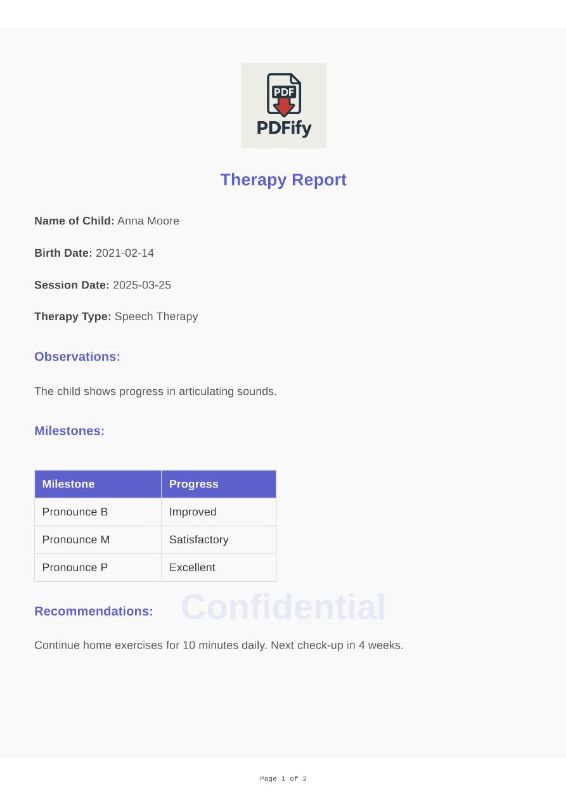 PDF
PDFify
Therapy Report
Name of Child: Anna Moore
Birth Date: 2021-02-14
Session Date: 2025-03-25
Therapy Type: Speech Therapy
Observations:
The child shows progress in articulating sounds.
Milestones:
Milestone Progress
Pronounce B Improved
Pronounce M Satisfactory
Pronounce P Excellent
Confidential
Recommendations:
Continue home exercises for 10 minutes daily. Next check-up in 4 weeks.
Page 1 of 2